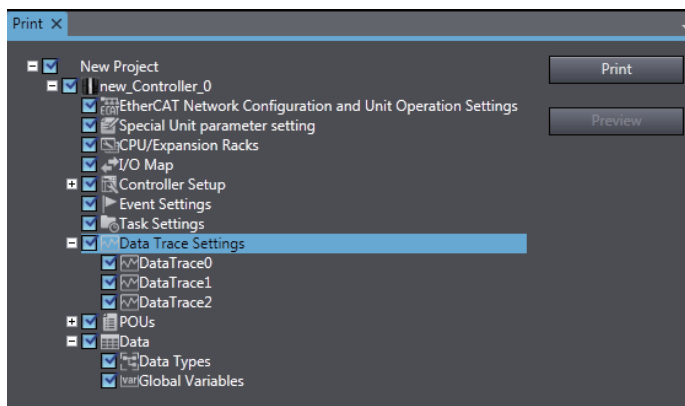 Print
New Project
Print
new_Controller_0
EtherCAT Network Configuration and Unit Operation Settings
Special Unit parameter setting
Preview
CPU/Expansion Racks
I/O Map
Controller Setup
Event Settings
Task Settings
Data Trace Settings
DataTrace0
DataTrace1
DataTrace2
POUs
Data
Data Types
var Global Variables